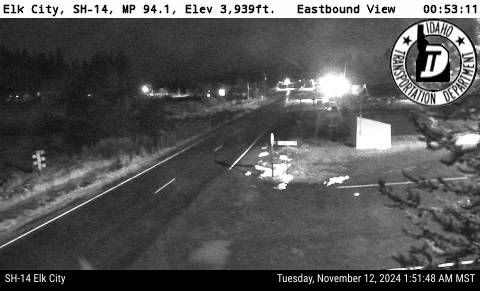 Elk City, SH-14, MP 94.1, Elev 3,939ft. Eastbound View 00:53:11
IDAHO
TRANSPORTATION DEPARTMENT
SH-14 Elk City Tuesday, November 12, 2024 1:51:48 AM MST